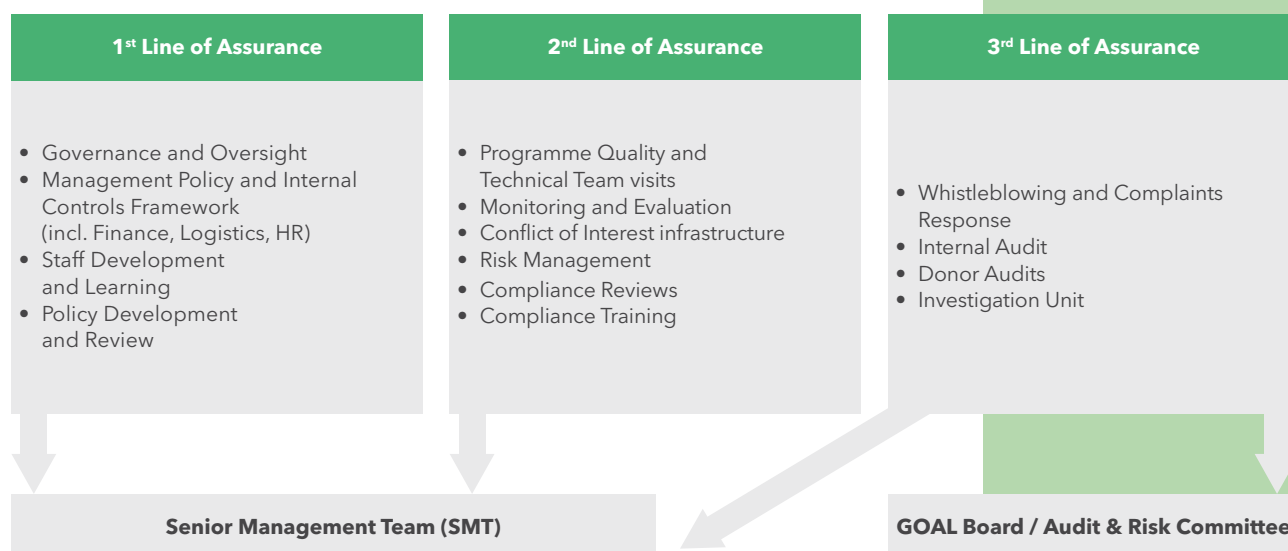 1st Line of Assurance
• Governance and Oversight
• Management Policy and Internal
Controls Framework
(incl. Finance, Logistics, HR)
• Staff Development
and Learning
• Policy Development
and Review
2nd Line of Assurance
• Programme Quality and
Technical Team visits
• Monitoring and Evaluation
• Conflict of Interest infrastructure
• Risk Management
• Compliance Reviews
• Compliance Training
3rd Line of Assurance
• Whistleblowing and Complaints
Response
• Internal Audit
• Donor Audits
• Investigation Unit
Senior Management Team (SMT)
GOAL Board / Audit & Risk Committee